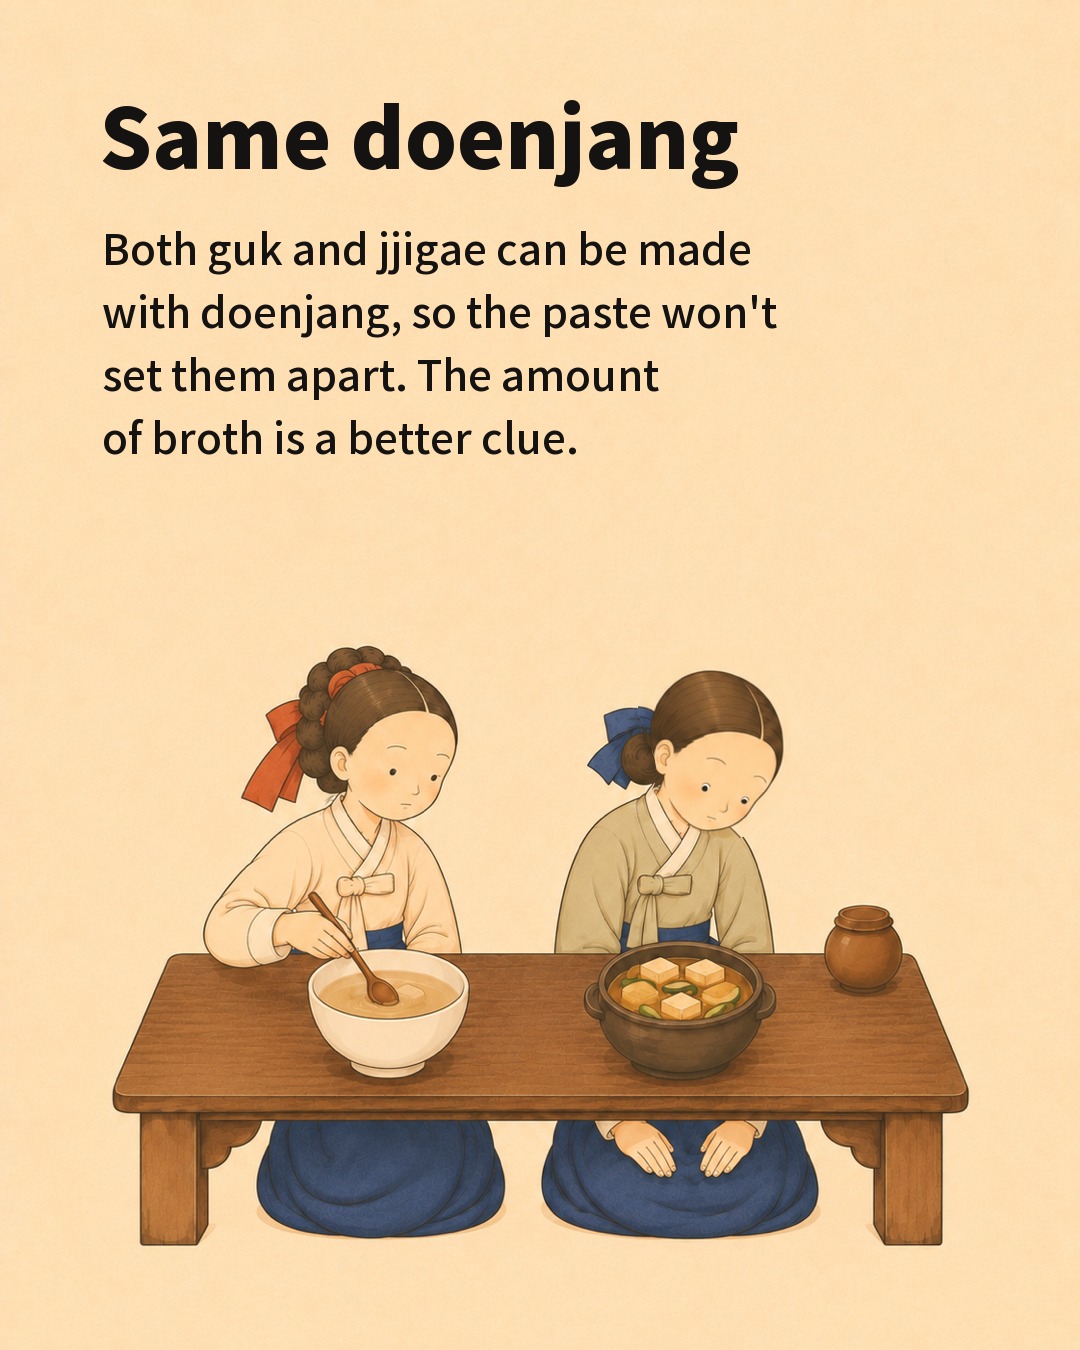 Same doenjang
Both guk and jjigae can be made
with doenjang, so the paste won't
set them apart. The amount
of broth is a better clue.